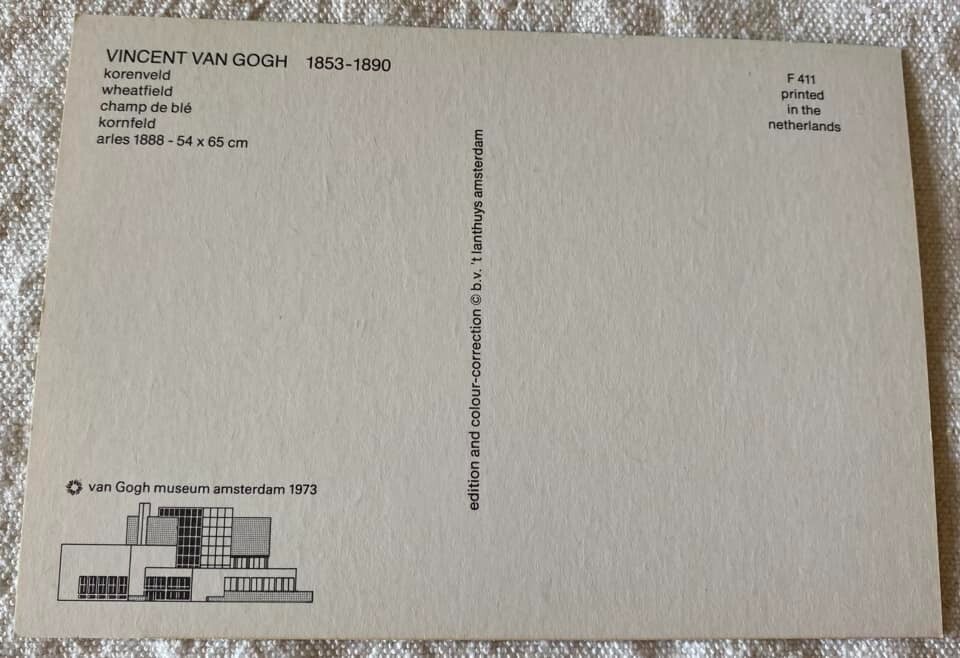 VINCENT VAN GOGH 1853-1890
korenveld
wheatfield
champ de blé
kornfeld
arles 1888 - 54 x 65 cm
F 411
printed
in the
netherlands
edition and colour-correction © b.v. 't lanthuys amsterdam
van Gogh museum amsterdam 1973